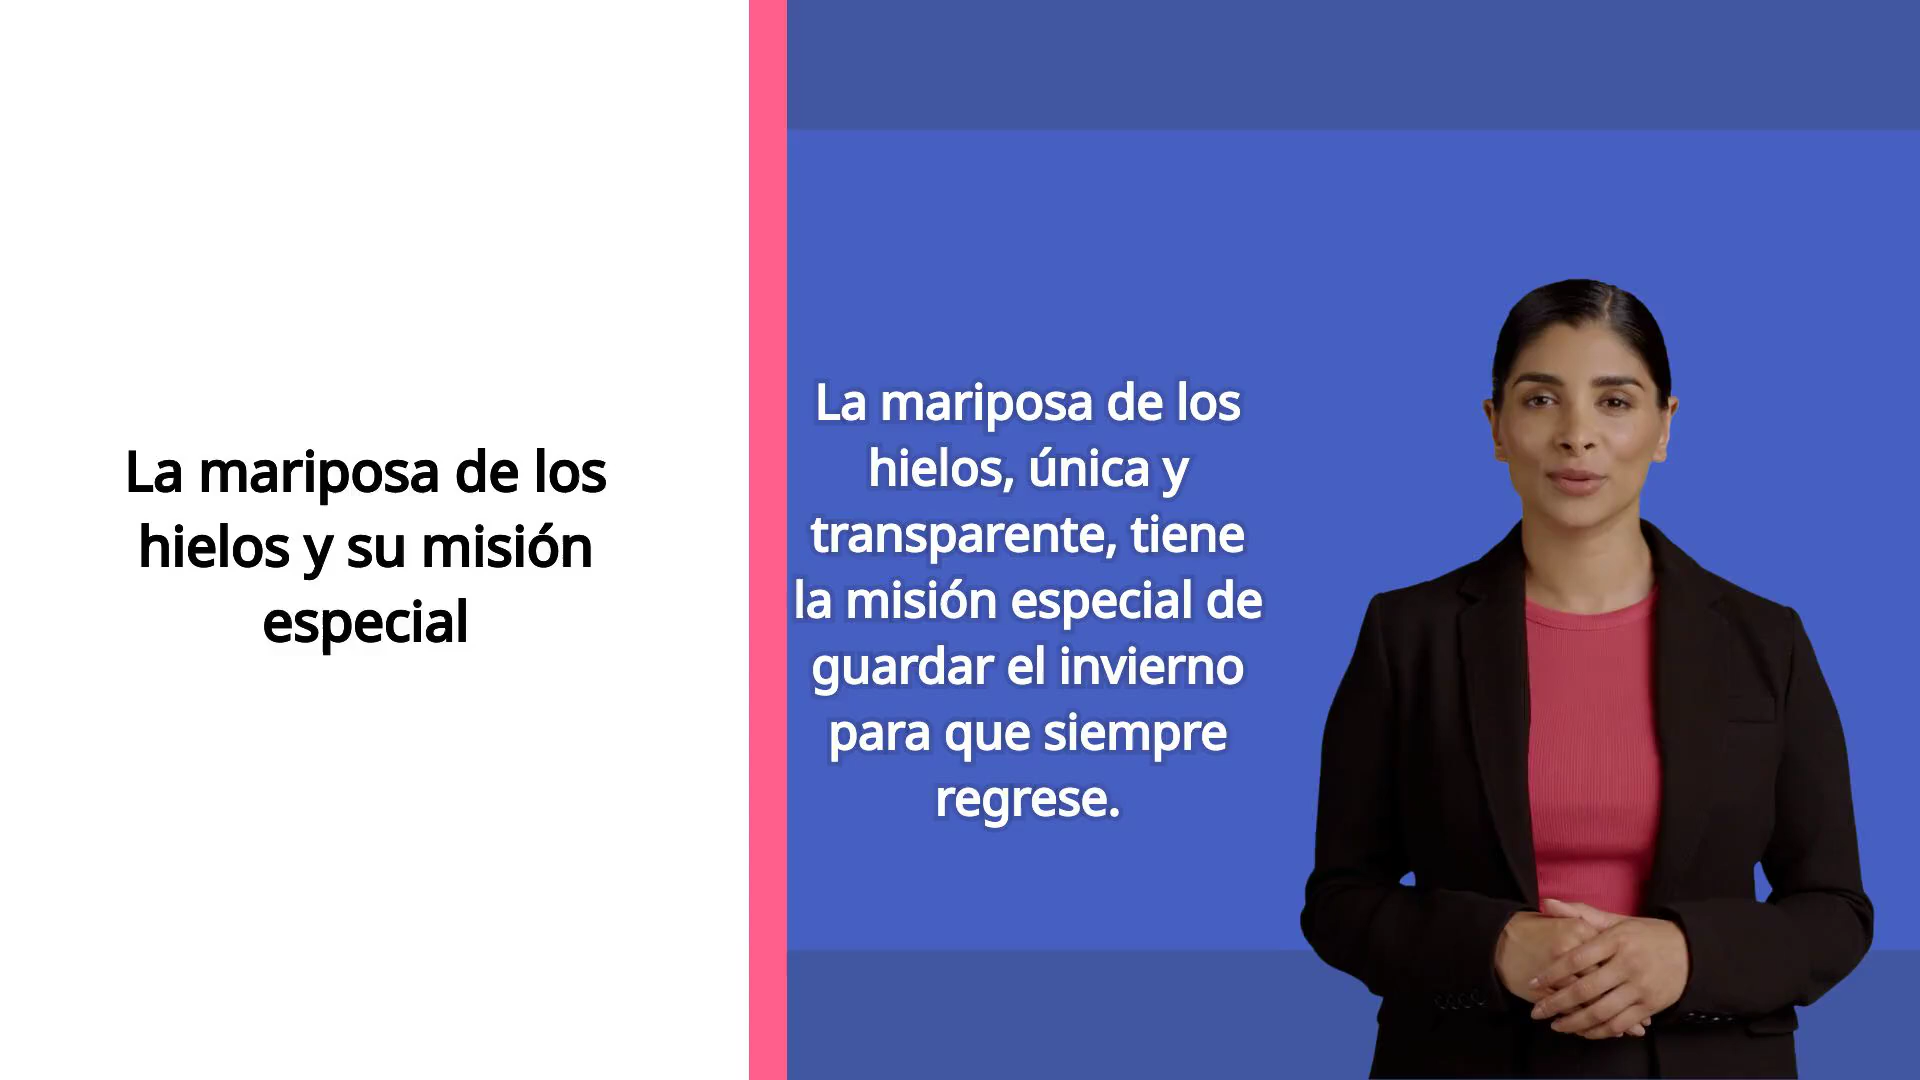 La mariposa de los
hielos y su misión
especial
La mariposa de los
hielos, única y
transparente, tiene
la misión especial de
guardar el invierno
para que siempre
regrese.